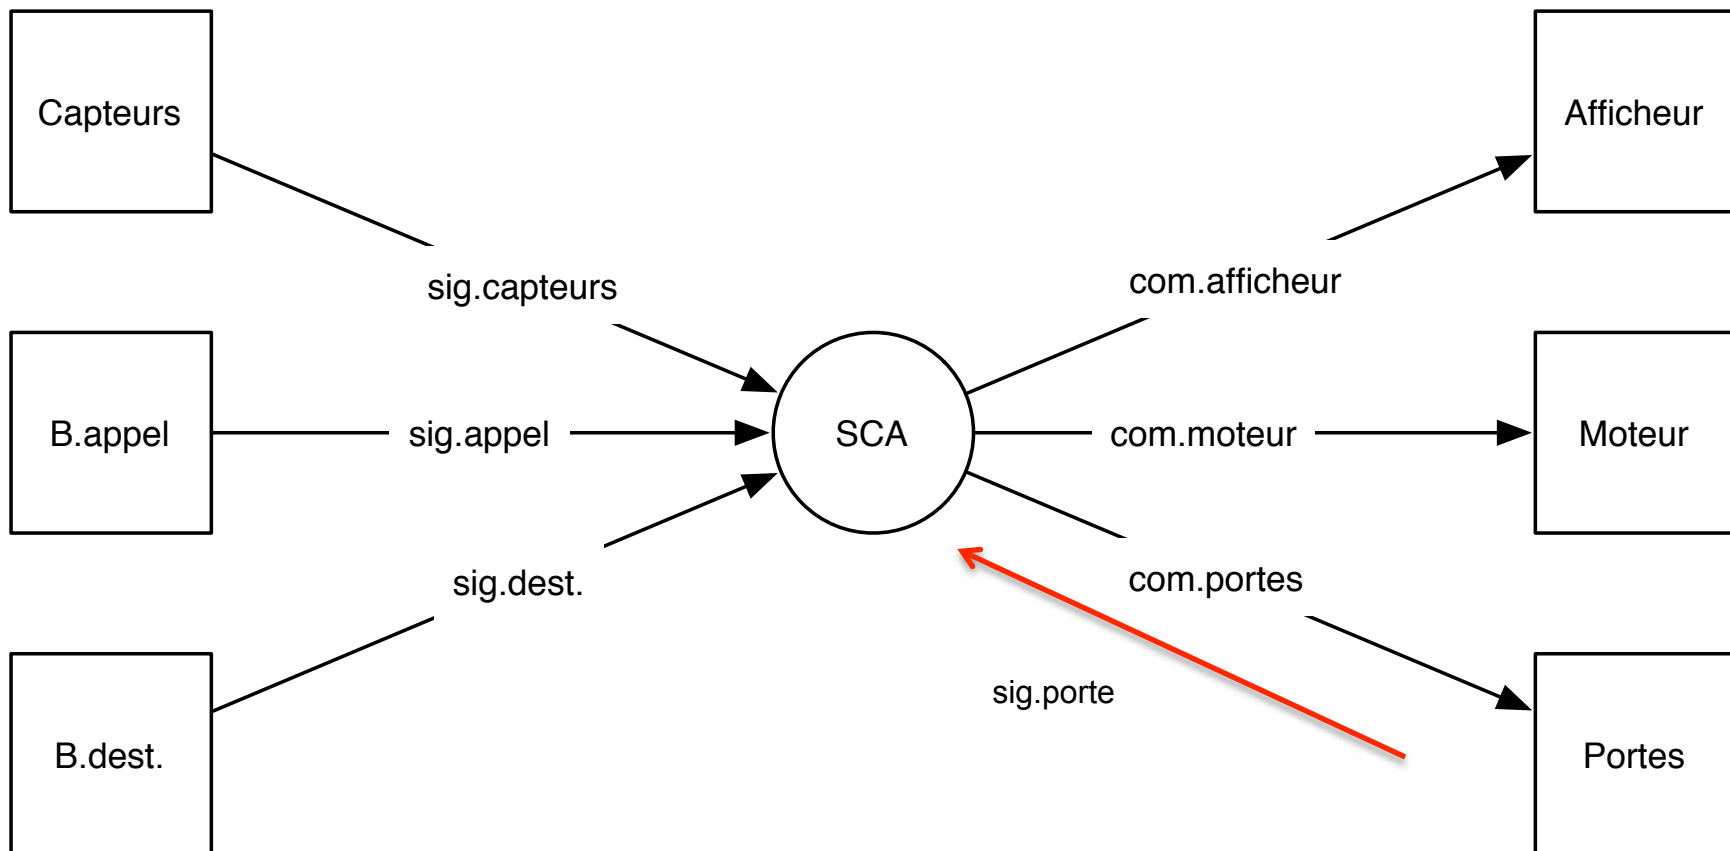 Capteurs
Afficheur
sig.capteurs
com.afficheur
B.appel
sig.appel
SCA
com.moteur
Moteur
sig.dest.
com.portes
sig.porte
B.dest.
Portes